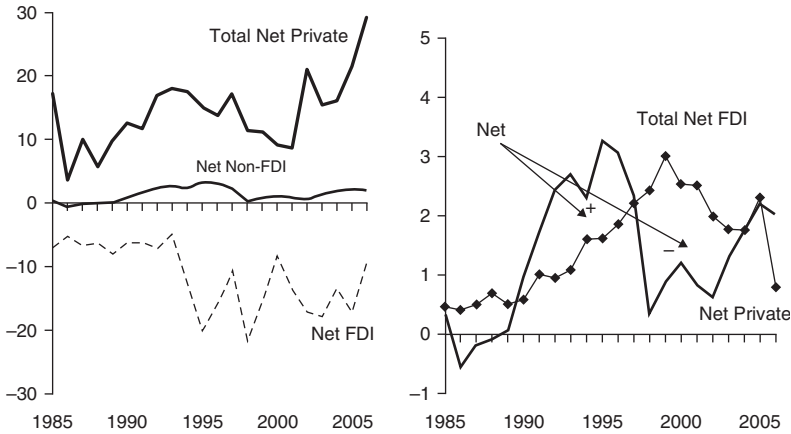 30
20
10
0
–10
–20
–30
Total Net Private
Net Non-FDI
Net FDI
1985 1990 1995 2000 2005
5
4
3
2
1
0
–1
Total Net FDI
Net
+
–
Net Private
1985 1990 1995 2000 2005